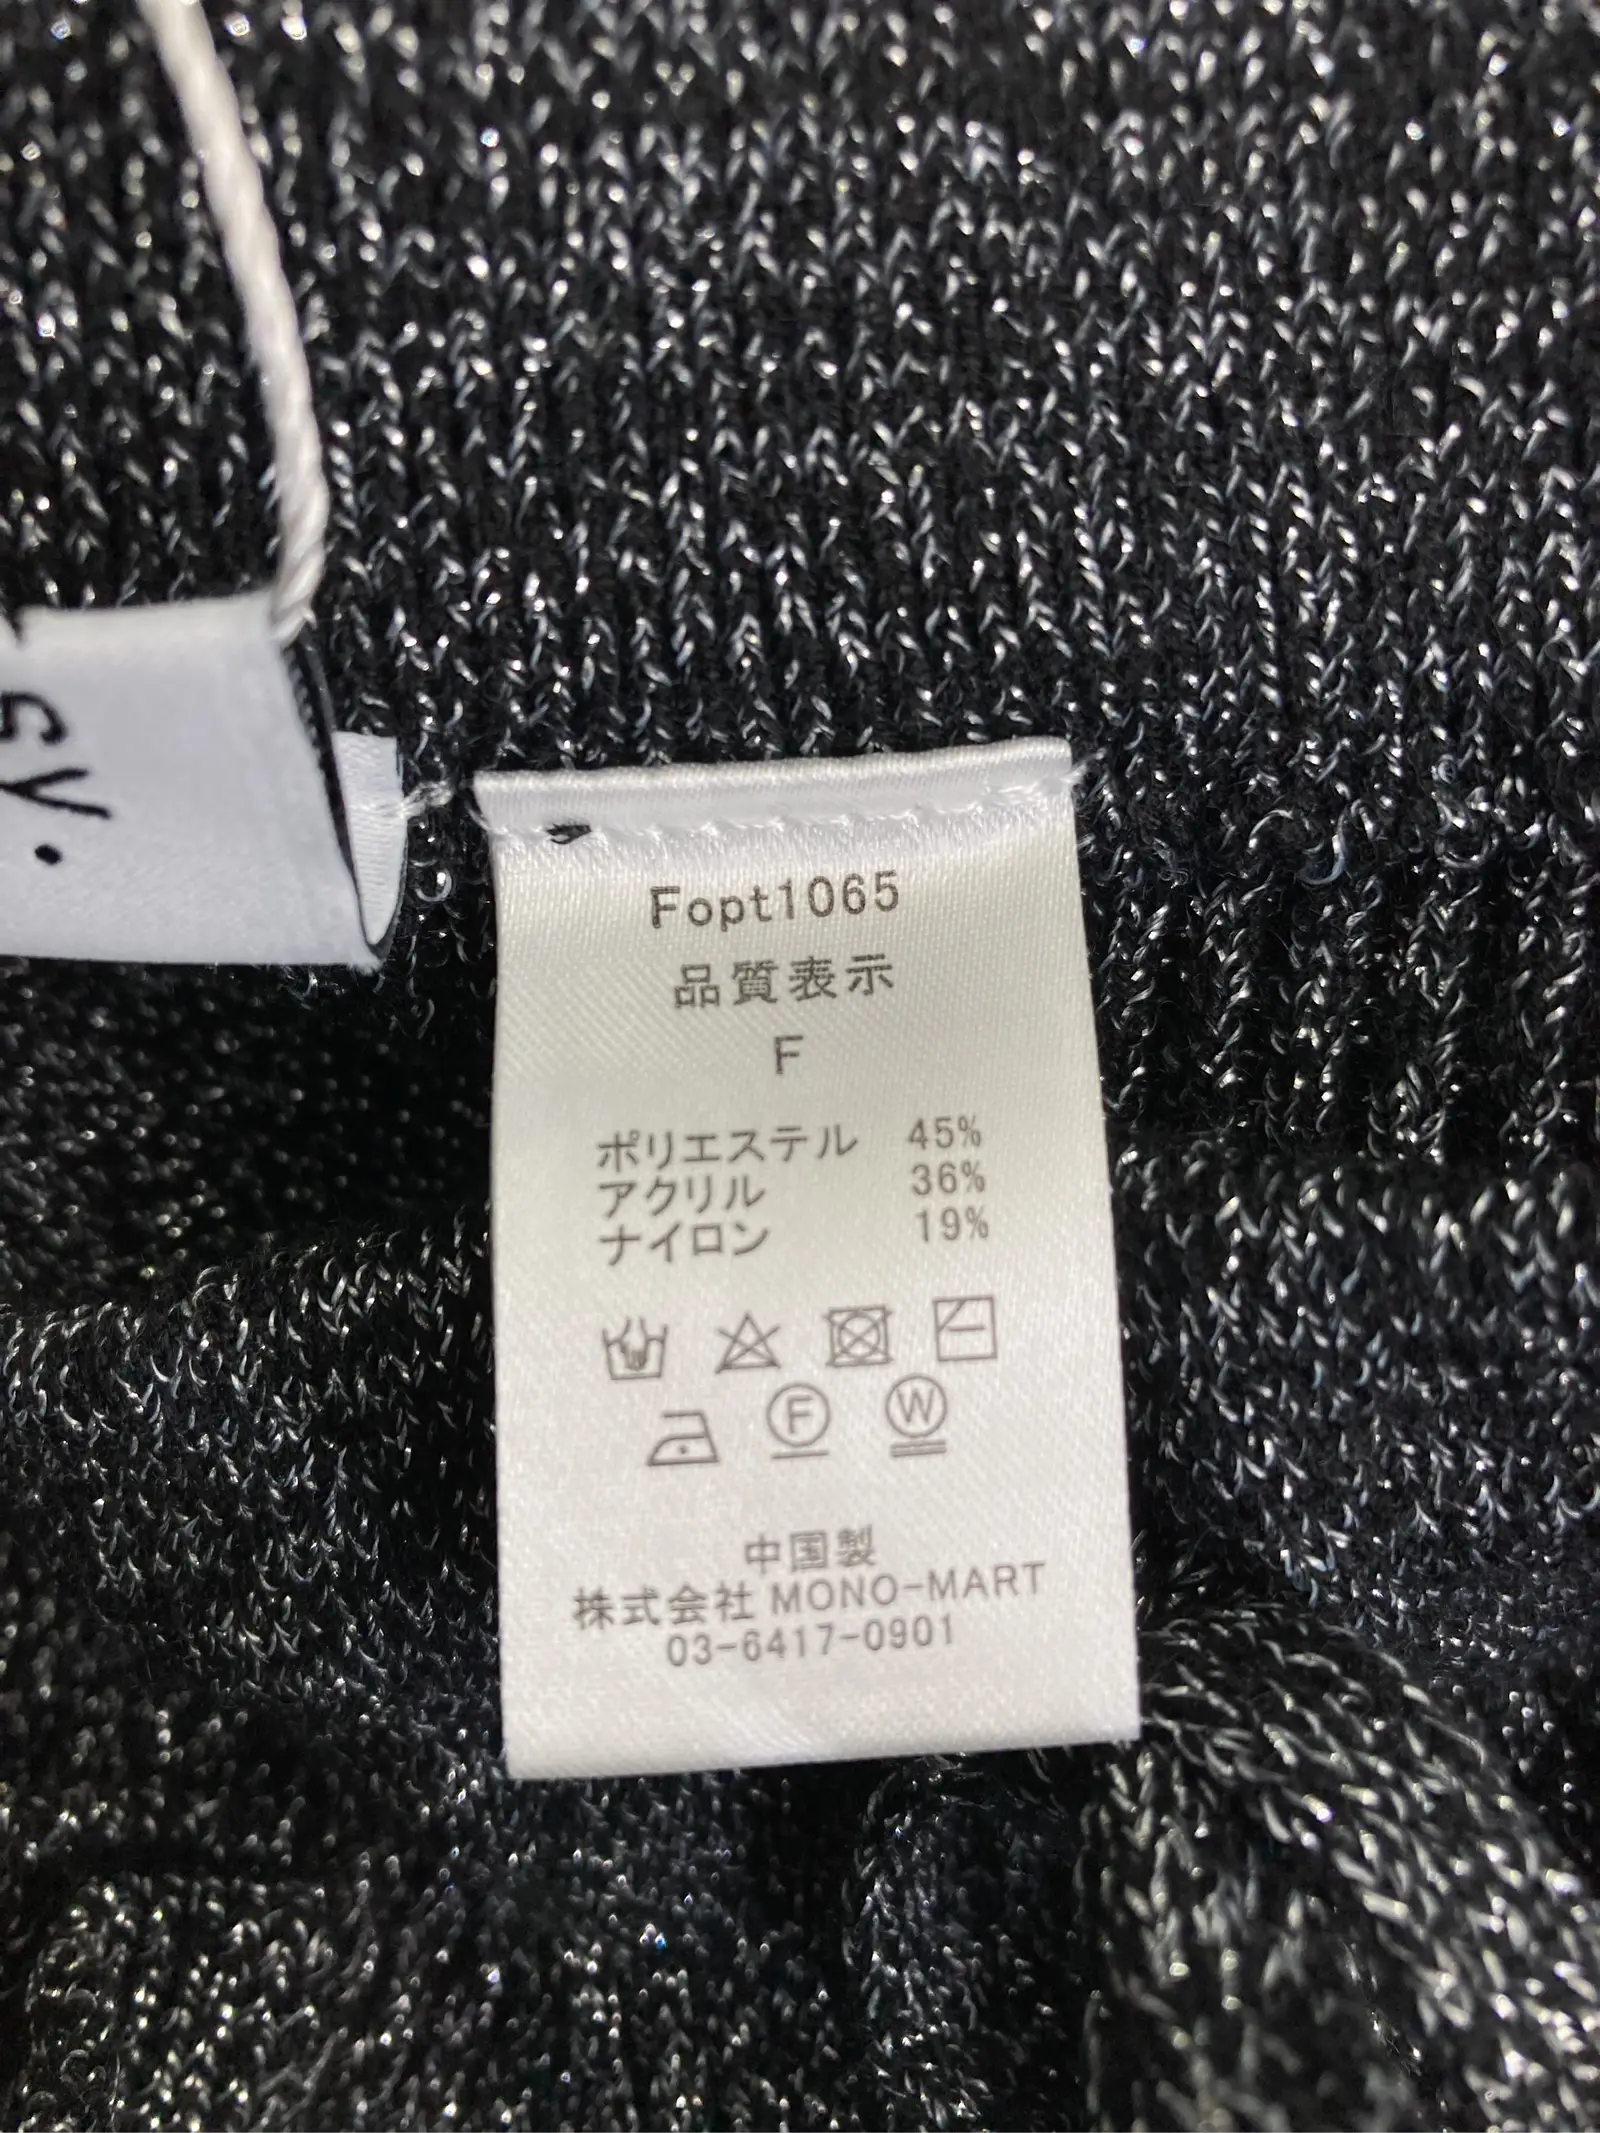 sy.
Fopt1065
品質表示
F
ポリエステル 45%
アクリル 36%
ナイロン 19%
F W
中国製
株式会社 MONO-MART
03-6417-0901